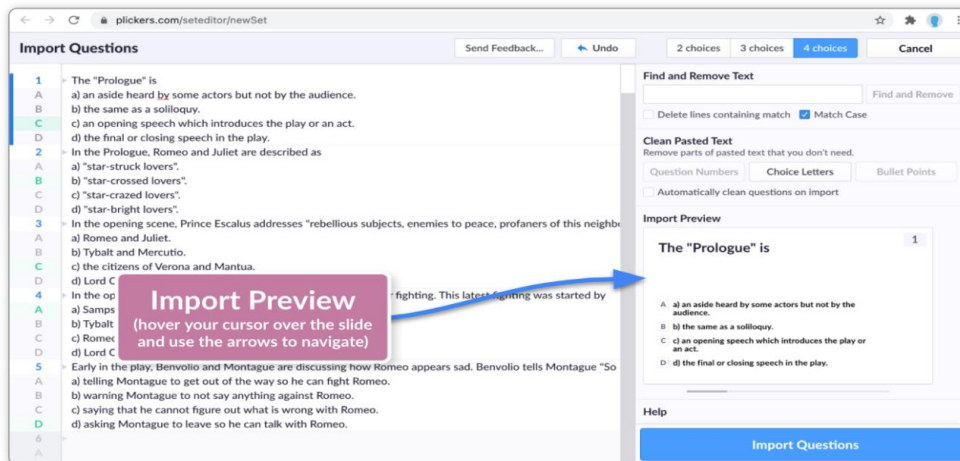 plickers.com/seteditor/newSet
Import Questions
Send Feedback...
Undo
2 choices
3 choices
4 choices
Cancel
1 The "Prologue" is
A a) an aside heard by some actors but not by the audience.
B b) the same as a soliloquy.
C c) an opening speech which introduces the play or an act.
D d) the final or closing speech in the play.
2 In the Prologue, Romeo and Juliet are described as
A a) "star-struck lovers".
B b) "star-crossed lovers".
C c) "star-crazed lovers".
D d) "star-bright lovers".
3 In the opening scene, Prince Escalus addresses "rebellious subjects, enemies to peace, profaners of this neighbo
A a) Romeo and Juliet.
B b) Tybalt and Mercutio.
C c) the citizens of Verona and Mantua.
D d) Lord C
4 In the op fighting. This latest fighting was started by
A a) Samps
B b) Tybalt
C c) Romeo
D d) Lord C
5 Early in the play, Benvolio and Montague are discussing how Romeo appears sad. Benvolio tells Montague "So
A a) telling Montague to get out of the way so he can fight Romeo.
B b) warning Montague to not say anything against Romeo.
C c) saying that he cannot figure out what is wrong with Romeo.
D d) asking Montague to leave so he can talk with Romeo.
6
A
Import Preview
(hover your cursor over the slide
and use the arrows to navigate)
Find and Remove Text
Find and Remove
Delete lines containing match
Match Case
Clean Pasted Text
Remove parts of pasted text that you don't need.
Question Numbers
Choice Letters
Bullet Points
Automatically clean questions on import
Import Preview
The "Prologue" is
1
A a) an aside heard by some actors but not by the
audience.
B b) the same as a soliloquy.
C c) an opening speech which introduces the play or
an act.
D d) the final or closing speech in the play.
Help
Import Questions